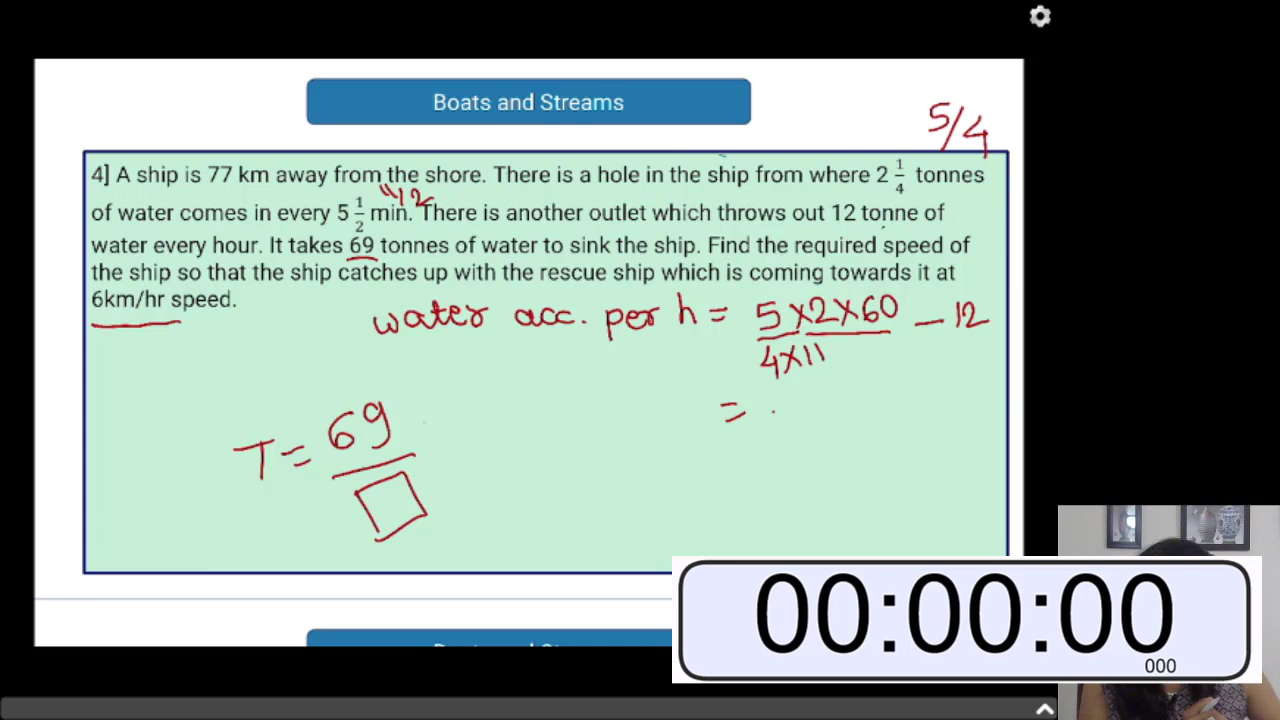 Boats and Streams
5/4
4] A ship is 77 km away from the shore. There is a hole in the ship from where 2 1/4 tonnes
11/2
of water comes in every 5 1/2 min. There is another outlet which throws out 12 tonne of
water every hour. It takes 69 tonnes of water to sink the ship. Find the required speed of
the ship so that the ship catches up with the rescue ship which is coming towards it at
6km/hr speed.
water acc. per h = 5×2×60 / 4×11 – 12
=
T = 69 / □
00:00:00
000